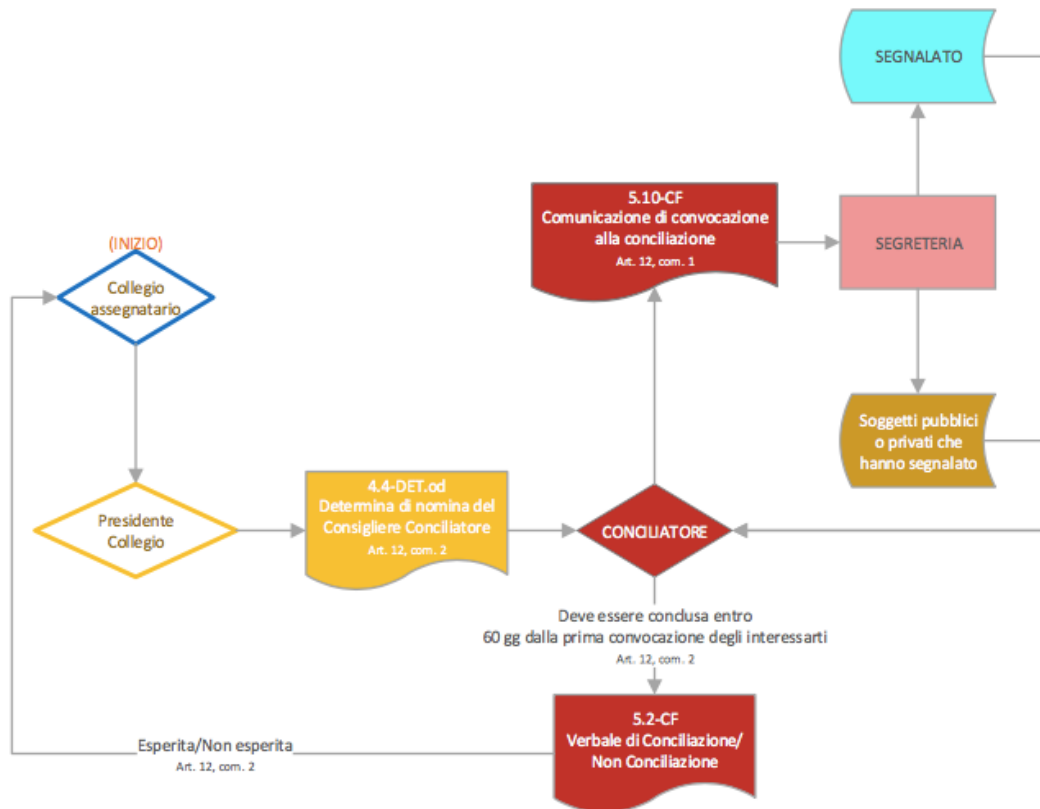 SEGNALATO
5.10-CF
Comunicazione di convocazione
alla conciliazione
Art. 12, com. 1
SEGRETERIA
(INIZIO)
Collegio
assegnatario
Soggetti pubblici
o privati che
hanno segnalato
4.4-DET.od
Determina di nomina del
Consigliere Conciliatore
Art. 12, com. 2
Presidente
Collegio
CONCILIATORE
Deve essere conclusa entro
60 gg dalla prima convocazione degli interessarti
Art. 12, com. 2
5.2-CF
Verbale di Conciliazione/
Non Conciliazione
Esperita/Non esperita
Art. 12, com. 2